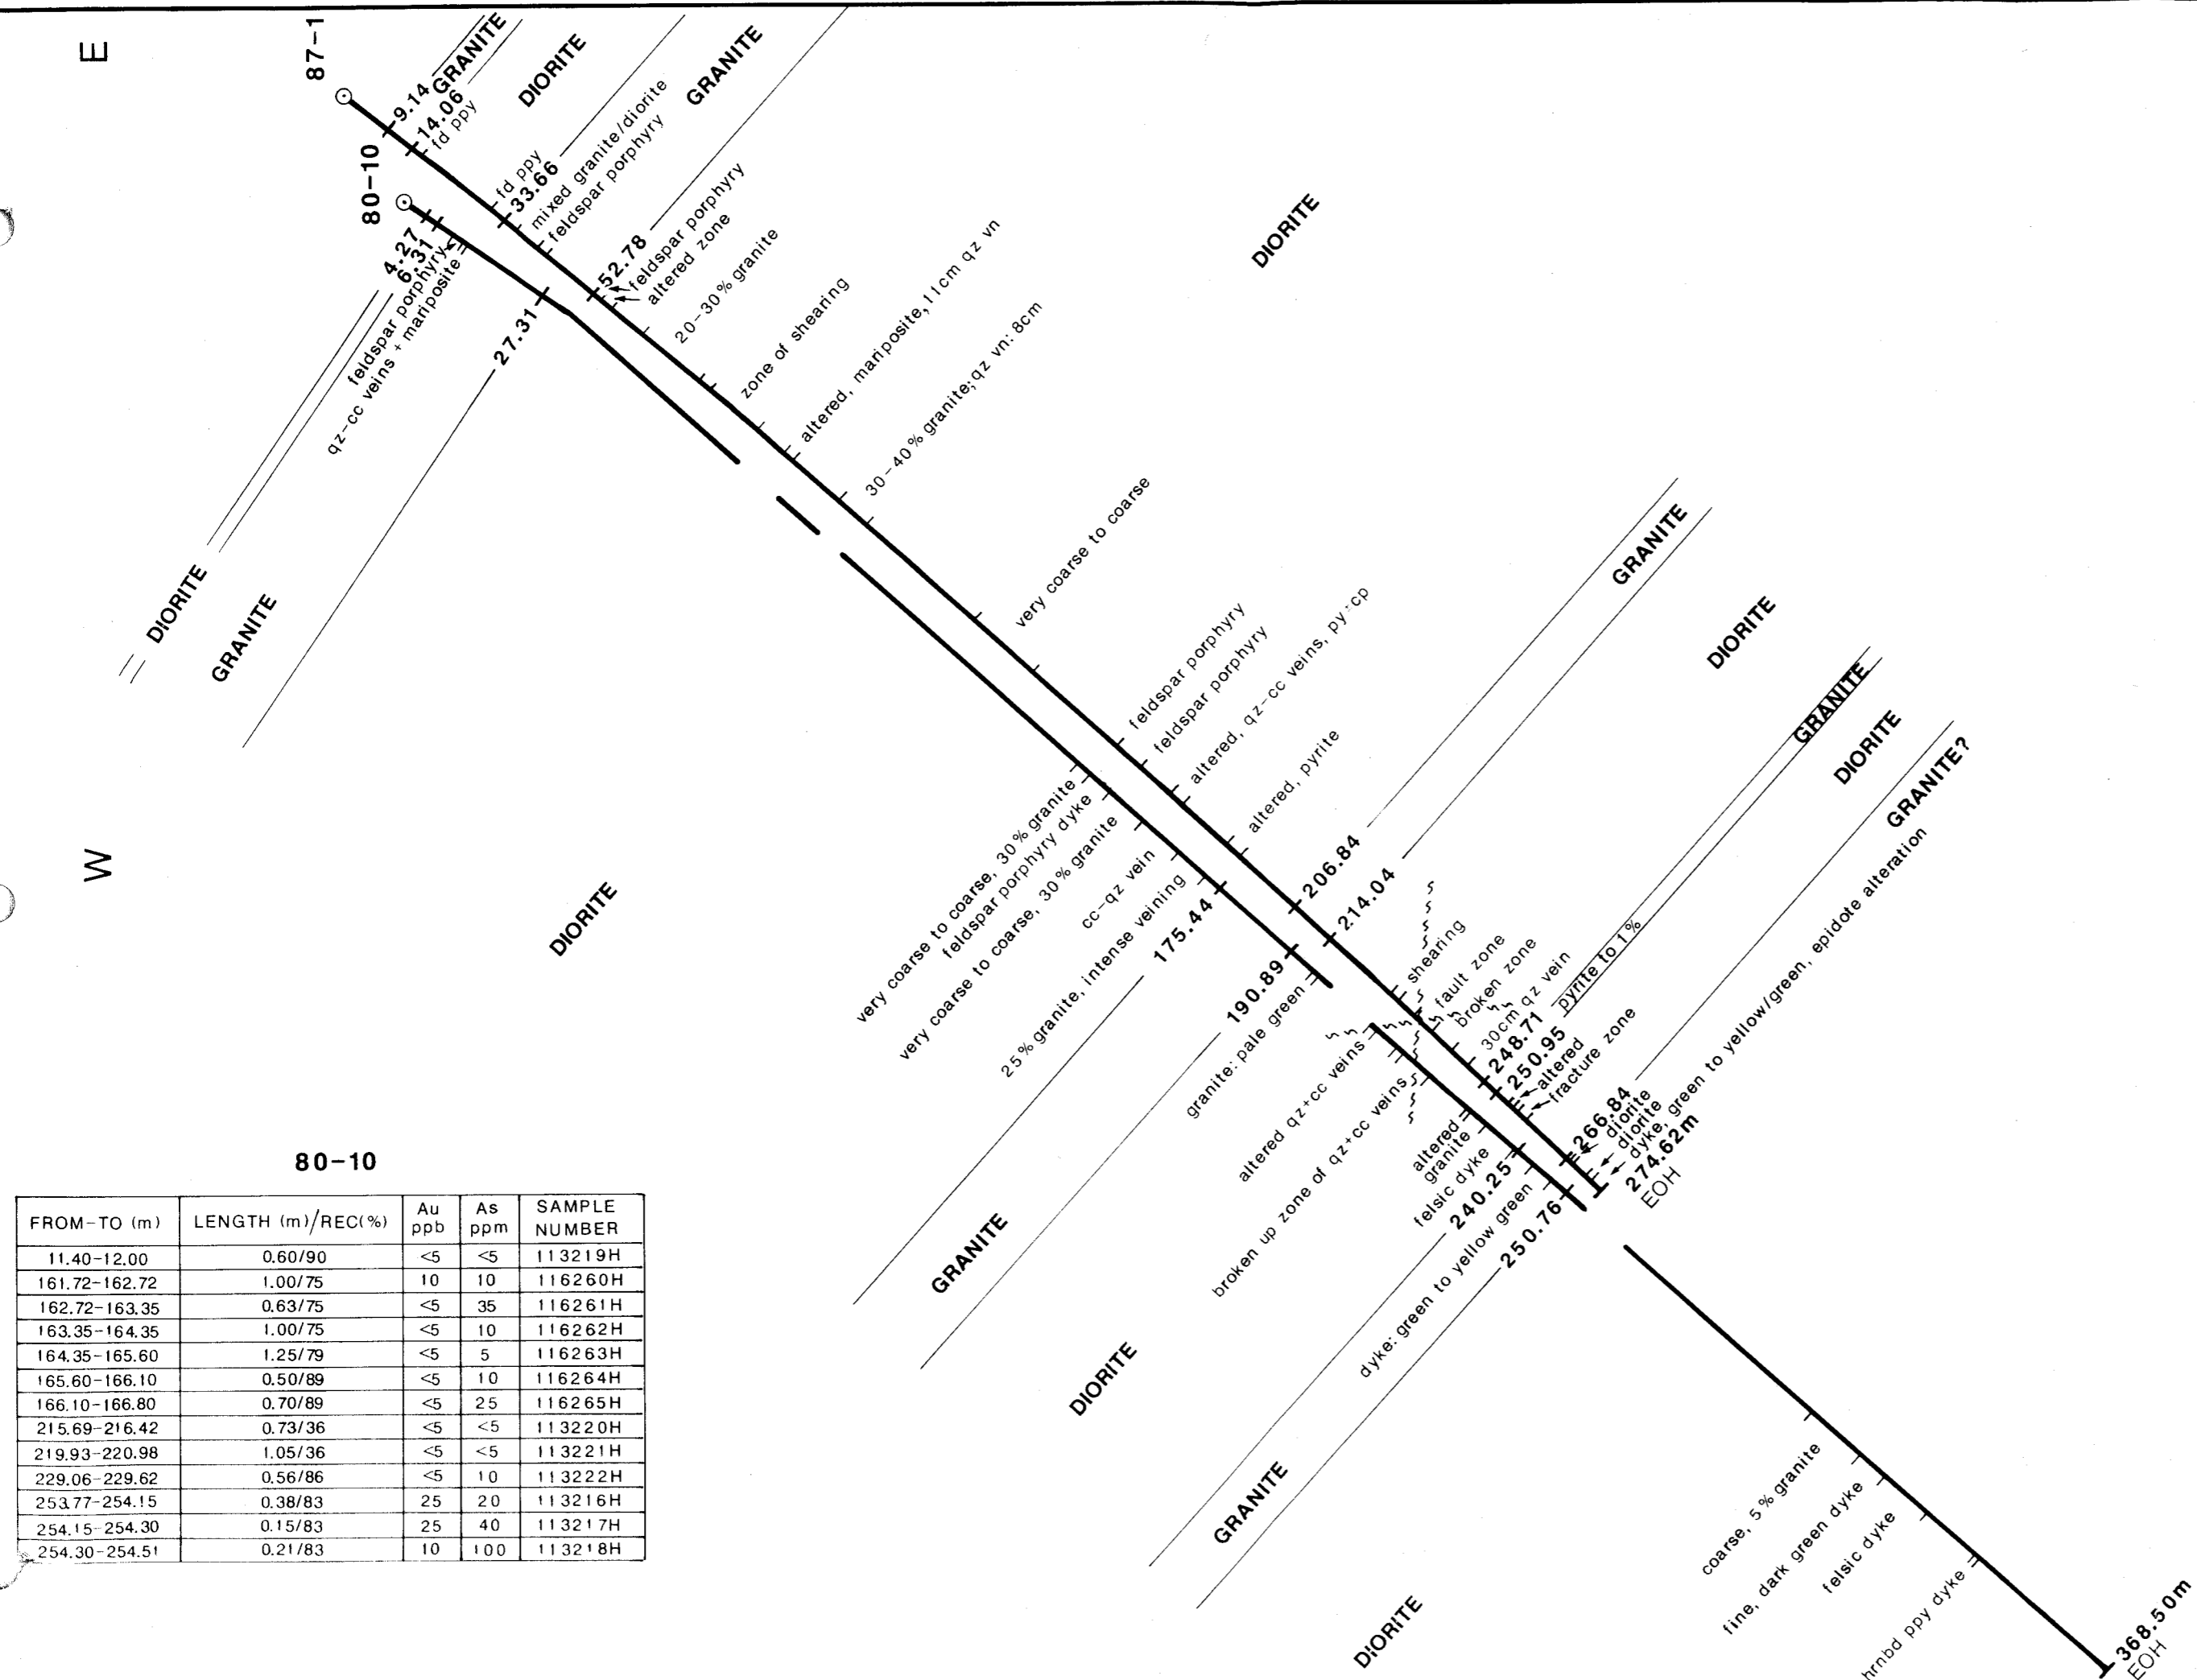 E
W
87-1
9.14
GRANITE
14.06
fd ppy
DIORITE
fd ppy
33.66
mixed granite/diorite
feldspar porphyry
GRANITE
52.78
feldspar porphyry
altered zone
20-30% granite
zone of shearing
altered, mariposite, 11cm qz vn
30-40% granite; qz vn: 8cm
DIORITE
very coarse to coarse
feldspar porphyry
feldspar porphyry
altered, qz-cc veins, py
altered, pyrite
206.84
GRANITE
214.04
DIORITE
shearing
fault zone
broken zone
30cm qz vein
248.71
pyrite to 1%
GRANITE
250.95
altered
fracture zone
DIORITE
266.84
GRANITE?
diorite
diorite
dyke, green to yellow/green, epidote alteration
274.62m
EOH
80-10
4.27
6.31
feldspar porphyry
qz-cc veins + mariposite
27.31
DIORITE
GRANITE
DIORITE
very coarse to coarse, 30% granite
feldspar porphyry dyke
very coarse to coarse, 30% granite
cc-qz vein
25% granite, intense veining
175.44
GRANITE
190.89
granite: pale green
DIORITE
altered qz+cc veins
broken up zone of qz+cc veins
altered
granite
felsic dyke
240.25
GRANITE
dyke: green to yellow green
250.76
DIORITE
coarse, 5% granite
fine, dark green dyke
felsic dyke
hrnbd ppy dyke
368.50m
EOH
80-10
FROM-TO (m) LENGTH (m)/REC(%) Au ppb As ppm SAMPLE NUMBER
11.40-12.00 0.60/90 <5 <5 113219H
161.72-162.72 1.00/75 10 10 116260H
162.72-163.35 0.63/75 <5 35 116261H
163.35-164.35 1.00/75 <5 10 116262H
164.35-165.60 1.25/79 <5 5 116263H
165.60-166.10 0.50/89 <5 10 116264H
166.10-166.80 0.70/89 <5 25 116265H
215.69-216.42 0.73/36 <5 <5 113220H
219.93-220.98 1.05/36 <5 <5 113221H
229.06-229.62 0.56/86 <5 10 113222H
253.77-254.15 0.38/83 25 20 113216H
254.15-254.30 0.15/83 25 40 113217H
254.30-254.51 0.21/83 10 100 113218H